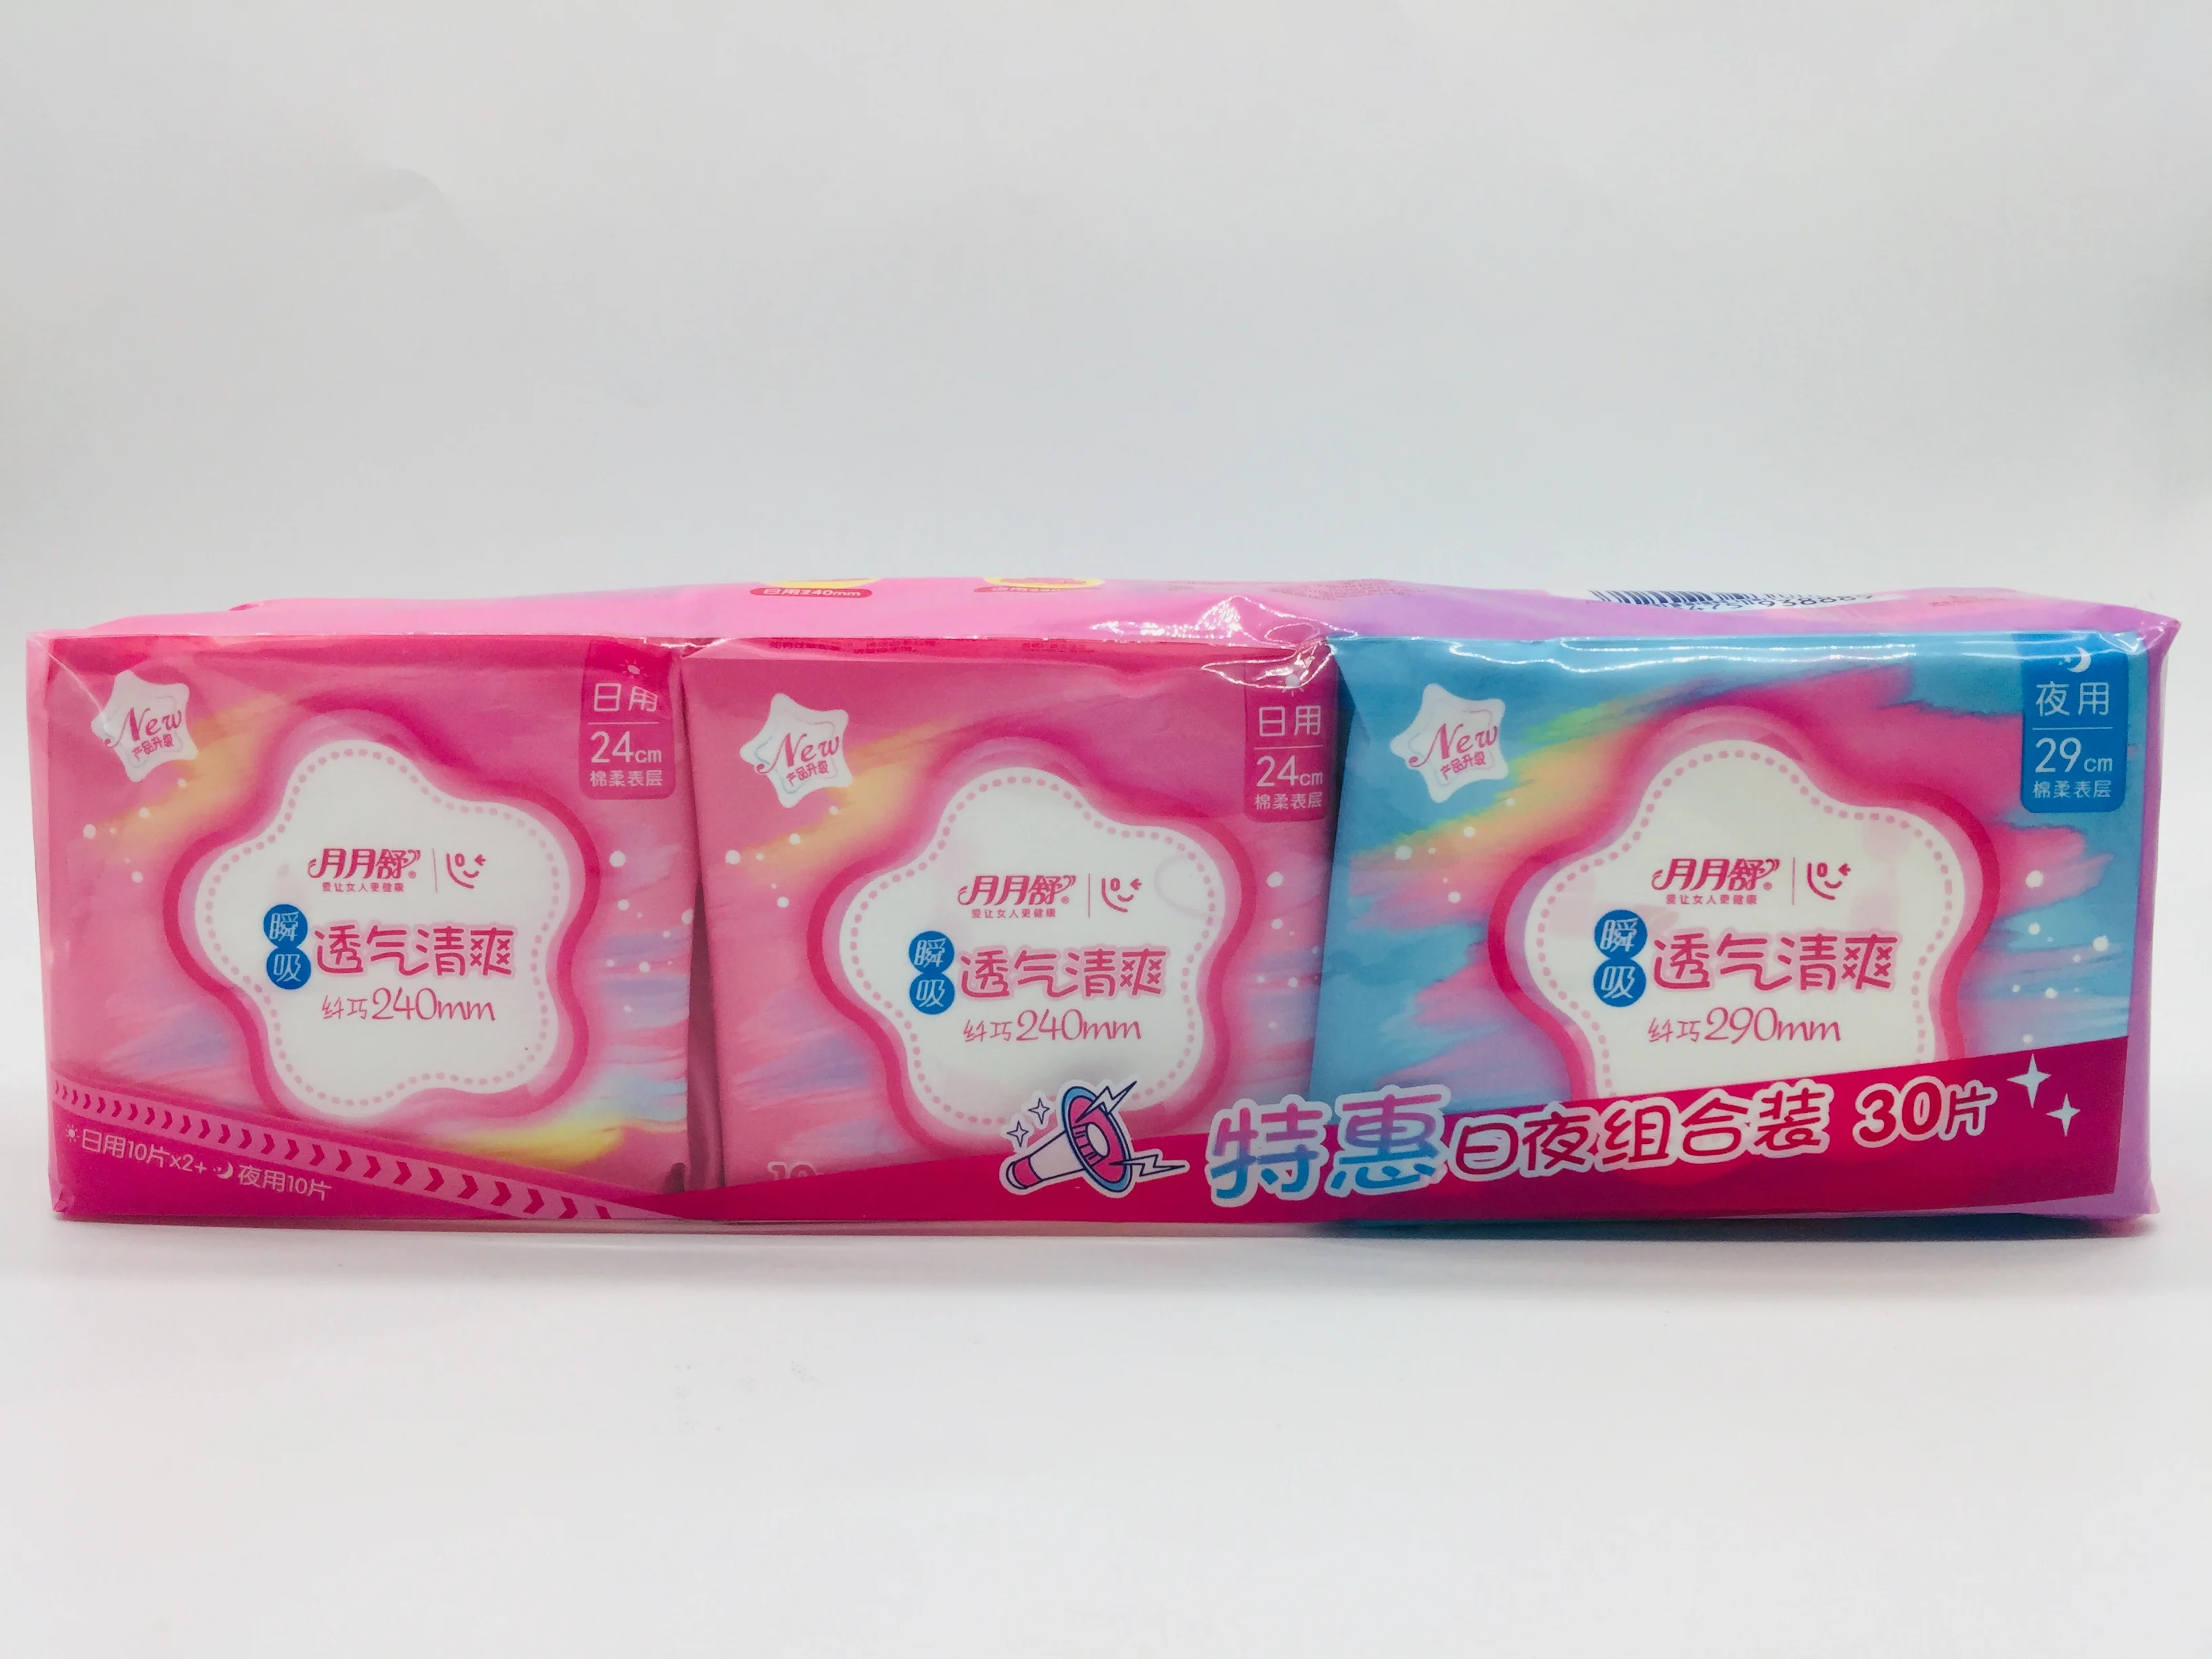 日用240mm
New
产品升级
日用
24cm
棉柔表层
月月舒®
爱让女人更健康
瞬吸
透气清爽
纤巧240mm
日用10片x2+夜用10片
New
产品升级
日用
24cm
棉柔表层
月月舒®
爱让女人更健康
瞬吸
透气清爽
纤巧240mm
10
New
产品升级
夜用
29cm
棉柔表层
月月舒®
爱让女人更健康
瞬吸
透气清爽
纤巧290mm
特惠日夜组合装 30片